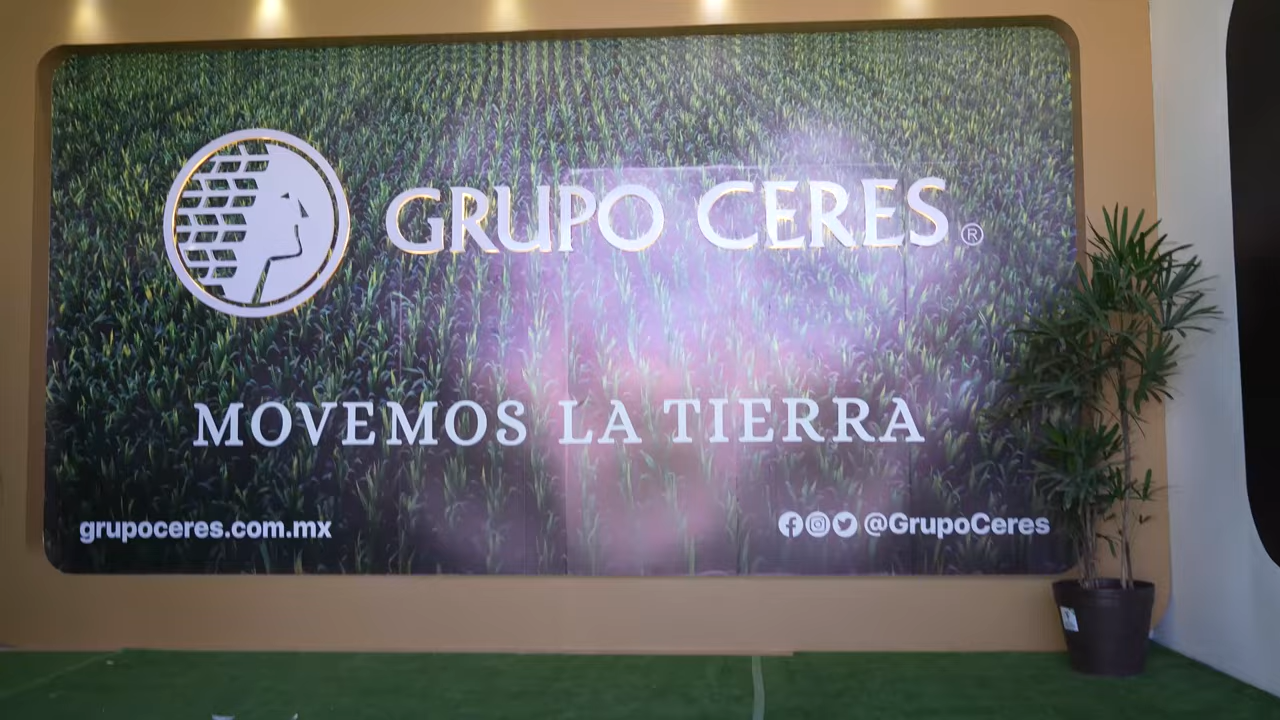 GRUPO CERES ®
MOVEMOS LA TIERRA
grupoceres.com.mx
@GrupoCeres